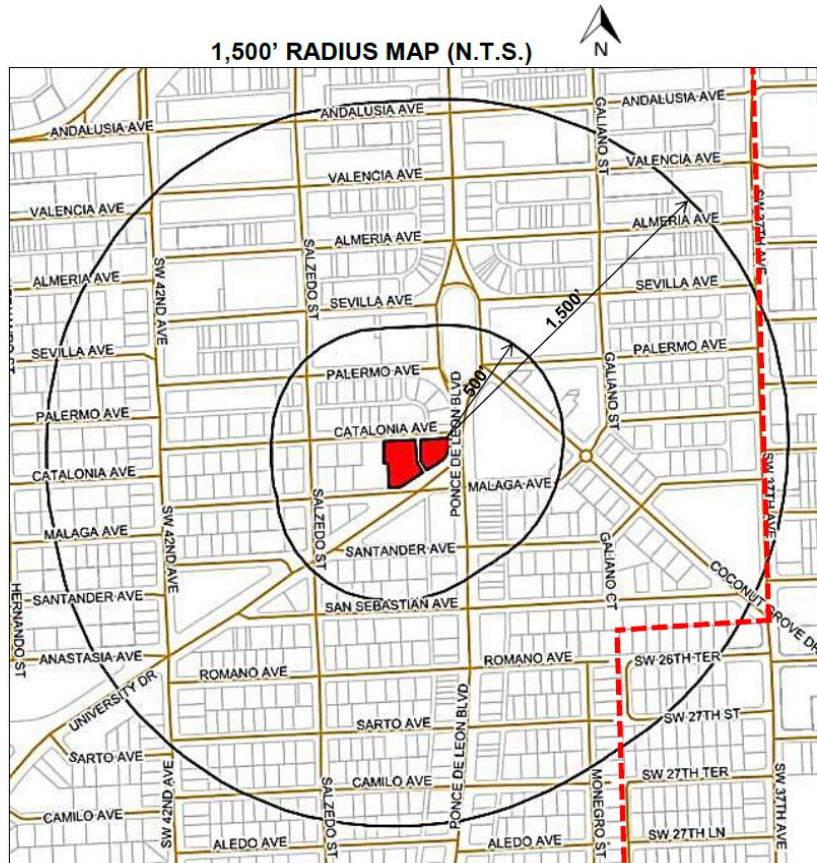 N
1,500’ RADIUS MAP (N.T.S.)
ANDALUSIA AVE
ANDALUSIA AVE
ANDALUSIA AVE
GALIANO ST
VALENCIA AVE
VALENCIA AVE
VALENCIA AVE
ALMERIA AVE
ALMERIA AVE
ALMERIA AVE
SW 42ND AVE
SALZEDO ST
SW 37TH AVE
SEVILLA AVE
SEVILLA AVE
SEVILLA AVE
1,500’
500’
PALERMO AVE
PALERMO AVE
PALERMO AVE
GALIANO ST
PONCE DE LEON BLVD
CATALONIA AVE
CATALONIA AVE
MALAGA AVE
MALAGA AVE
SALZEDO ST
SW 42ND AVE
SW 37TH AVE
SANTANDER AVE
SANTANDER AVE
GALIANO CT
COCONUT GROVE DR
HERNANDO ST
SAN SEBASTIAN AVE
ANASTASIA AVE
ROMANO AVE
ROMANO AVE
SW 26TH TER
UNIVERSITY DR
PONCE DE LEON BLVD
SARTO AVE
SARTO AVE
SW 27TH ST
SW 42ND AVE
SALZEDO ST
MONEGRO ST
SW 37TH AVE
CAMILO AVE
CAMILO AVE
SW 27TH TER
ALEDO AVE
ALEDO AVE
SW 27TH LN